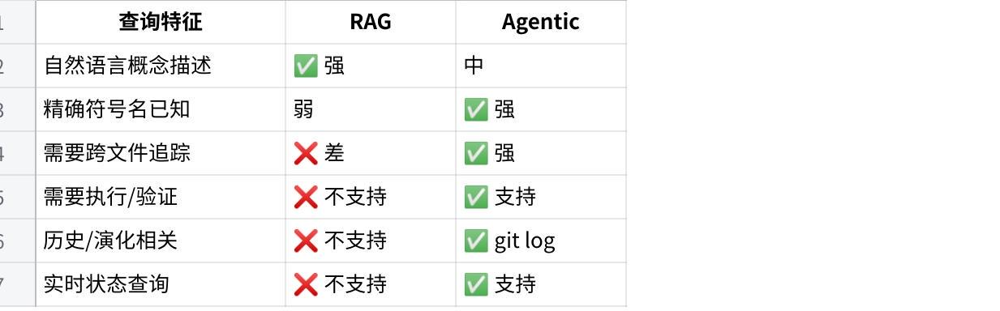 查询特征 RAG Agentic
2 自然语言概念描述 ✅ 强 中
3 精确符号名已知 弱 ✅ 强
4 需要跨文件追踪 ❌ 差 ✅ 强
5 需要执行/验证 ❌ 不支持 ✅ 支持
6 历史/演化相关 ❌ 不支持 ✅ git log
7 实时状态查询 ❌ 不支持 ✅ 支持